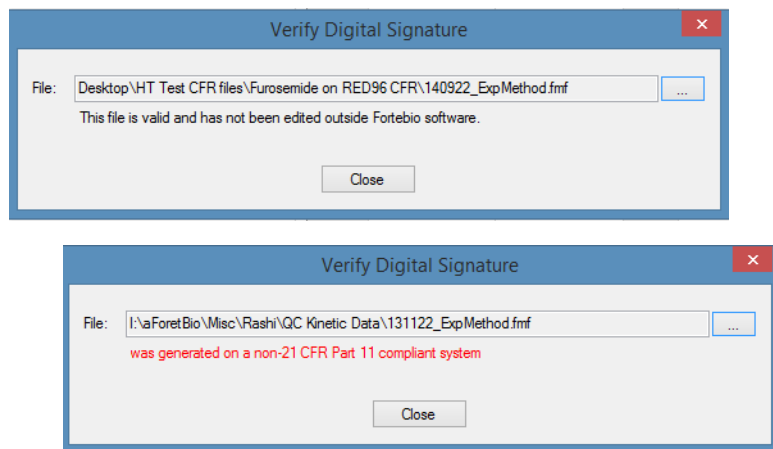 Verify Digital Signature
File: Desktop\HT Test CFR files\Furosemide on RED96 CFR\140922_ExpMethod.fmf ...
This file is valid and has not been edited outside Fortebio software.
Close
Verify Digital Signature
File: I:\aForetBio\Misc\Rashi\QC Kinetic Data\131122_ExpMethod.fmf ...
was generated on a non-21 CFR Part 11 compliant system
Close